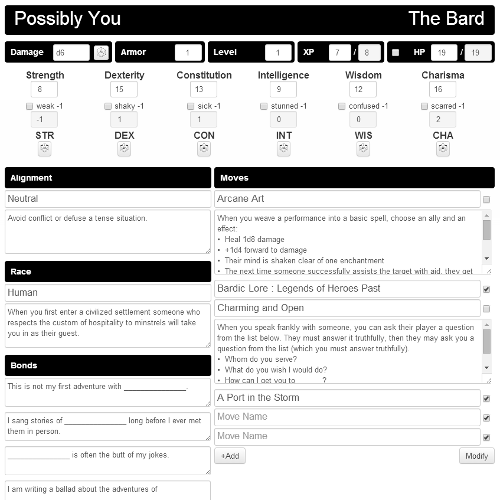 Possibly You The Bard
Damage d6 Armor 1 Level 1 XP 7 / 8 HP 19 / 19
Strength Dexterity Constitution Intelligence Wisdom Charisma
8 15 13 9 12 16
weak -1 shaky -1 sick -1 stunned -1 confused -1 scarred -1
-1 1 1 0 0 2
STR DEX CON INT WIS CHA
Alignment
Neutral
Avoid conflict or defuse a tense situation.
Race
Human
When you first enter a civilized settlement someone who
respects the custom of hospitality to minstrels will take
you in as their guest.
Bonds
This is not my first adventure with ________________.
I sang stories of ________________ long before I ever met
them in person.
________________ is often the butt of my jokes.
I am writing a ballad about the adventures of
Moves
Arcane Art
When you weave a performance into a basic spell, choose an ally and an
effect:
• Heal 1d8 damage
• +1d4 forward to damage
• Their mind is shaken clear of one enchantment
• The next time someone successfully assists the target with aid, they get
Bardic Lore : Legends of Heroes Past
Charming and Open
When you speak frankly with someone, you can ask their player a question
from the list below. They must answer it truthfully, then they may ask you a
question from the list (which you must answer truthfully).
• Whom do you serve?
• What do you wish I would do?
• How can I get you to ______?
A Port in the Storm
Move Name
Move Name
+Add Modify